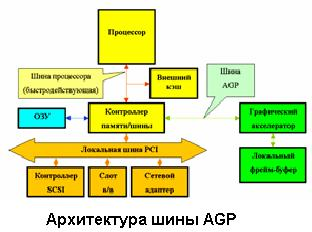 Процессор
Шина процессора
(быстродействующая)
Внешний
кэш
Шина
AGP
ОЗУ
Контроллер
памяти/шины
Графический
акселератор
Локальная шина PCI
Локальный
фрейм-буфер
Контроллер
SCSI
Слот
в/в
Сетевой
адаптер
Архитектура шины AGP